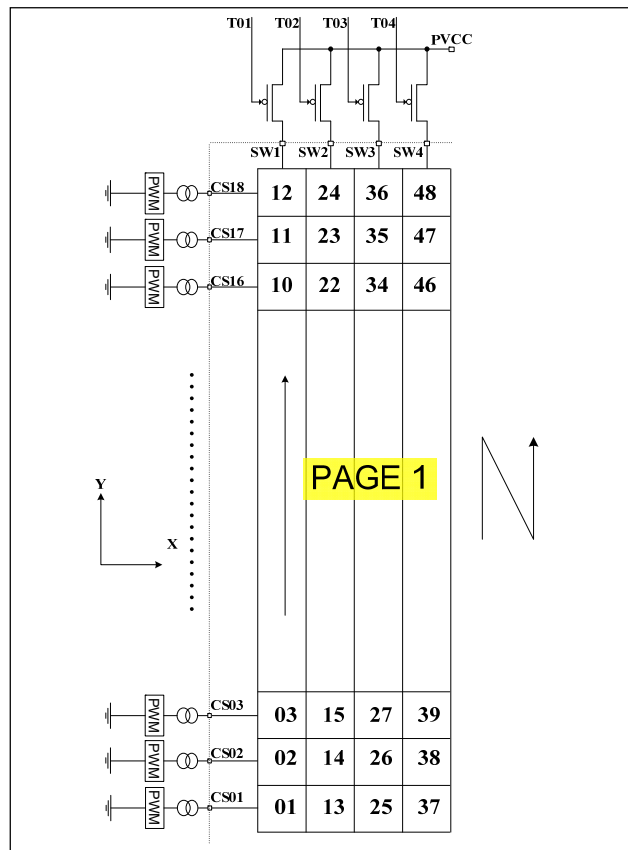 T01 T02 T03 T04
PVCC
SW1 SW2 SW3 SW4
PWM CS18 12 24 36 48
PWM CS17 11 23 35 47
PWM CS16 10 22 34 46
PAGE 1
Y
X
PWM CS03 03 15 27 39
PWM CS02 02 14 26 38
PWM CS01 01 13 25 37